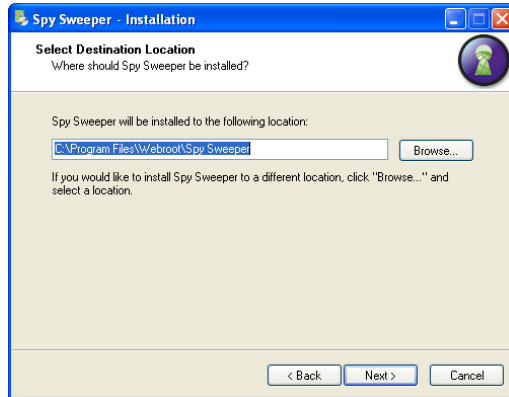 Spy Sweeper - Installation
Select Destination Location
Where should Spy Sweeper be installed?
Spy Sweeper will be installed to the following location:
C:\Program Files\Webroot\Spy Sweeper
Browse...
If you would like to install Spy Sweeper to a different location, click "Browse..." and
select a location.
< Back
Next >
Cancel